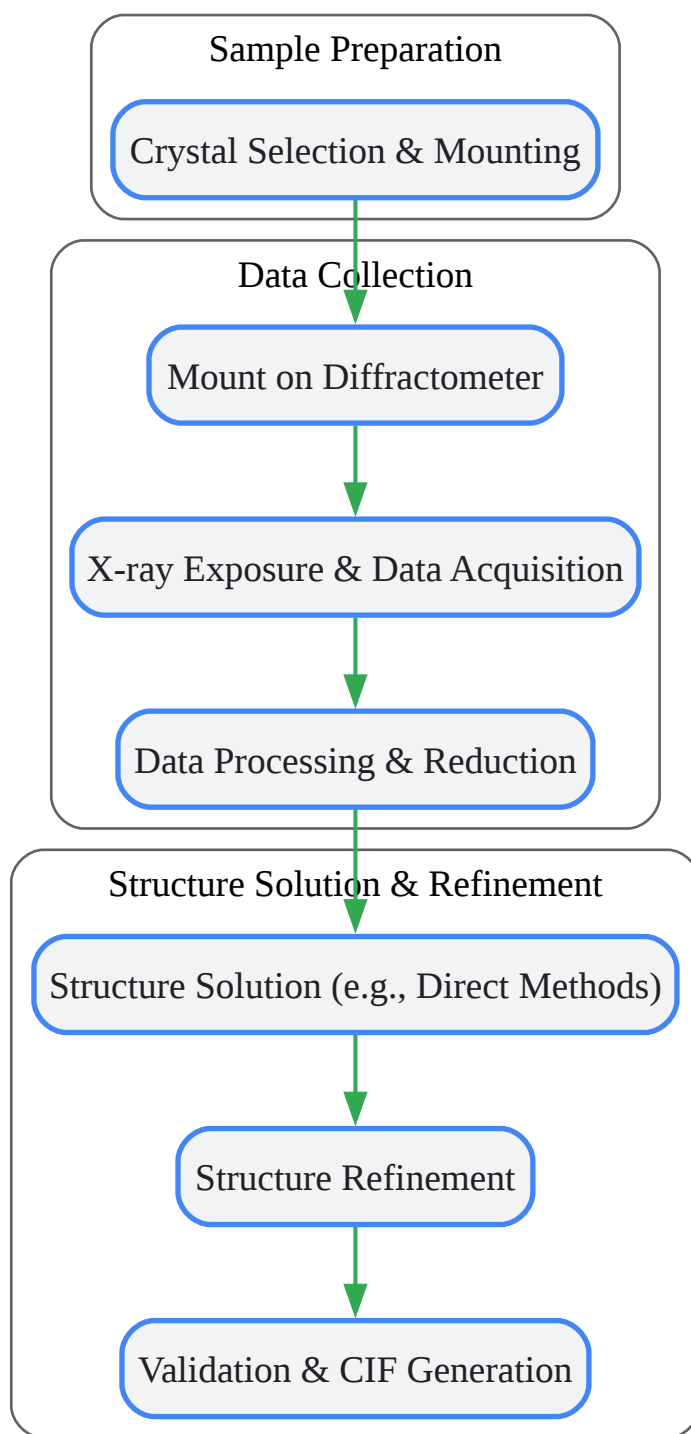 Sample Preparation
Crystal Selection & Mounting
Data Collection
Mount on Diffractometer
X-ray Exposure & Data Acquisition
Data Processing & Reduction
Structure Solution & Refinement
Structure Solution (e.g., Direct Methods)
Structure Refinement
Validation & CIF Generation